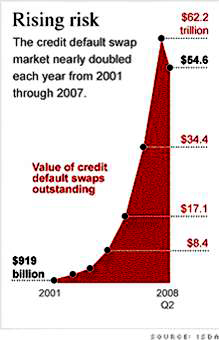 Rising risk
The credit default swap
market nearly doubled
each year from 2001
through 2007.
$62.2
trillion
$54.6
$34.4
Value of credit
default swaps
outstanding
$17.1
$8.4
$919
billion
2001
2008
Q2
SOURCE: ISDA